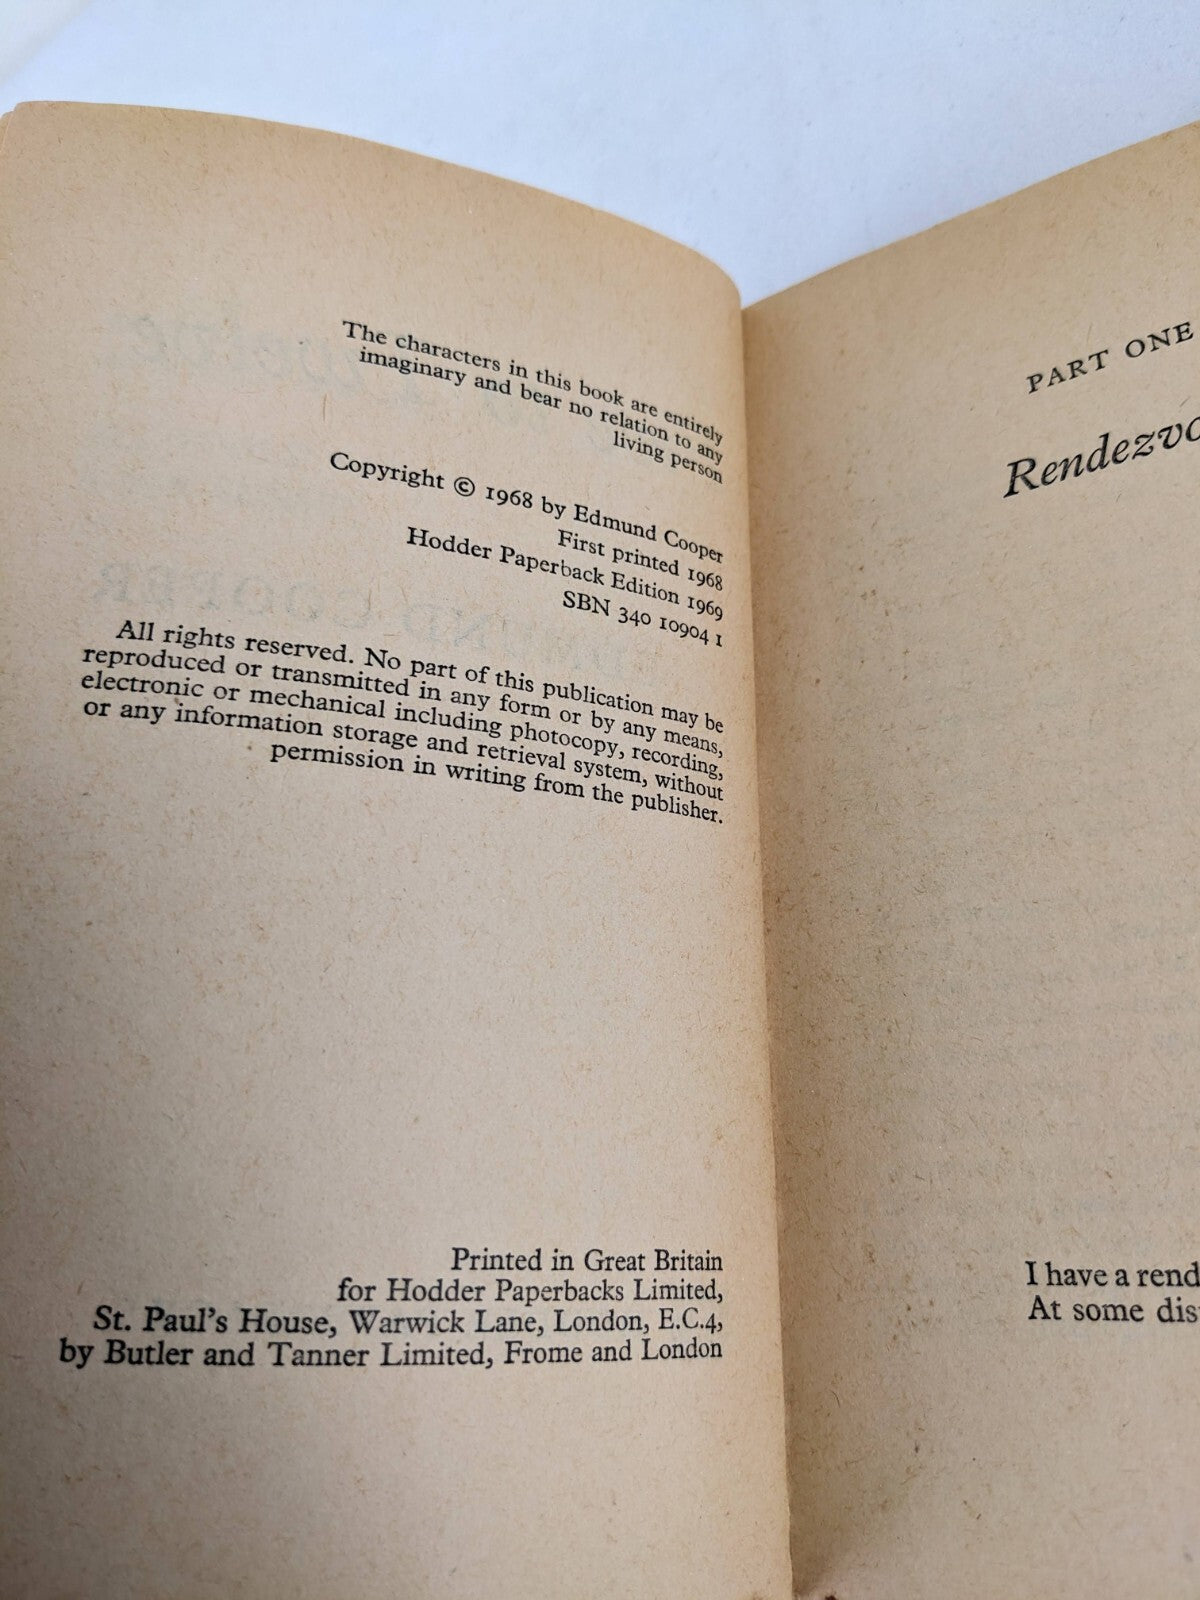 The characters in this book are entirely
imaginary and bear no relation to any
living person
Copyright © 1968 by Edmund Cooper
First printed 1968
Hodder Paperback Edition 1969
SBN 340 10904 1
All rights reserved. No part of this publication may be
reproduced or transmitted in any form or by any means,
electronic or mechanical including photocopy, recording,
or any information storage and retrieval system, without
permission in writing from the publisher.
Printed in Great Britain
for Hodder Paperbacks Limited,
St. Paul's House, Warwick Lane, London, E.C.4,
by Butler and Tanner Limited, Frome and London
PART ONE
Rendezvo
I have a rend
At some dis